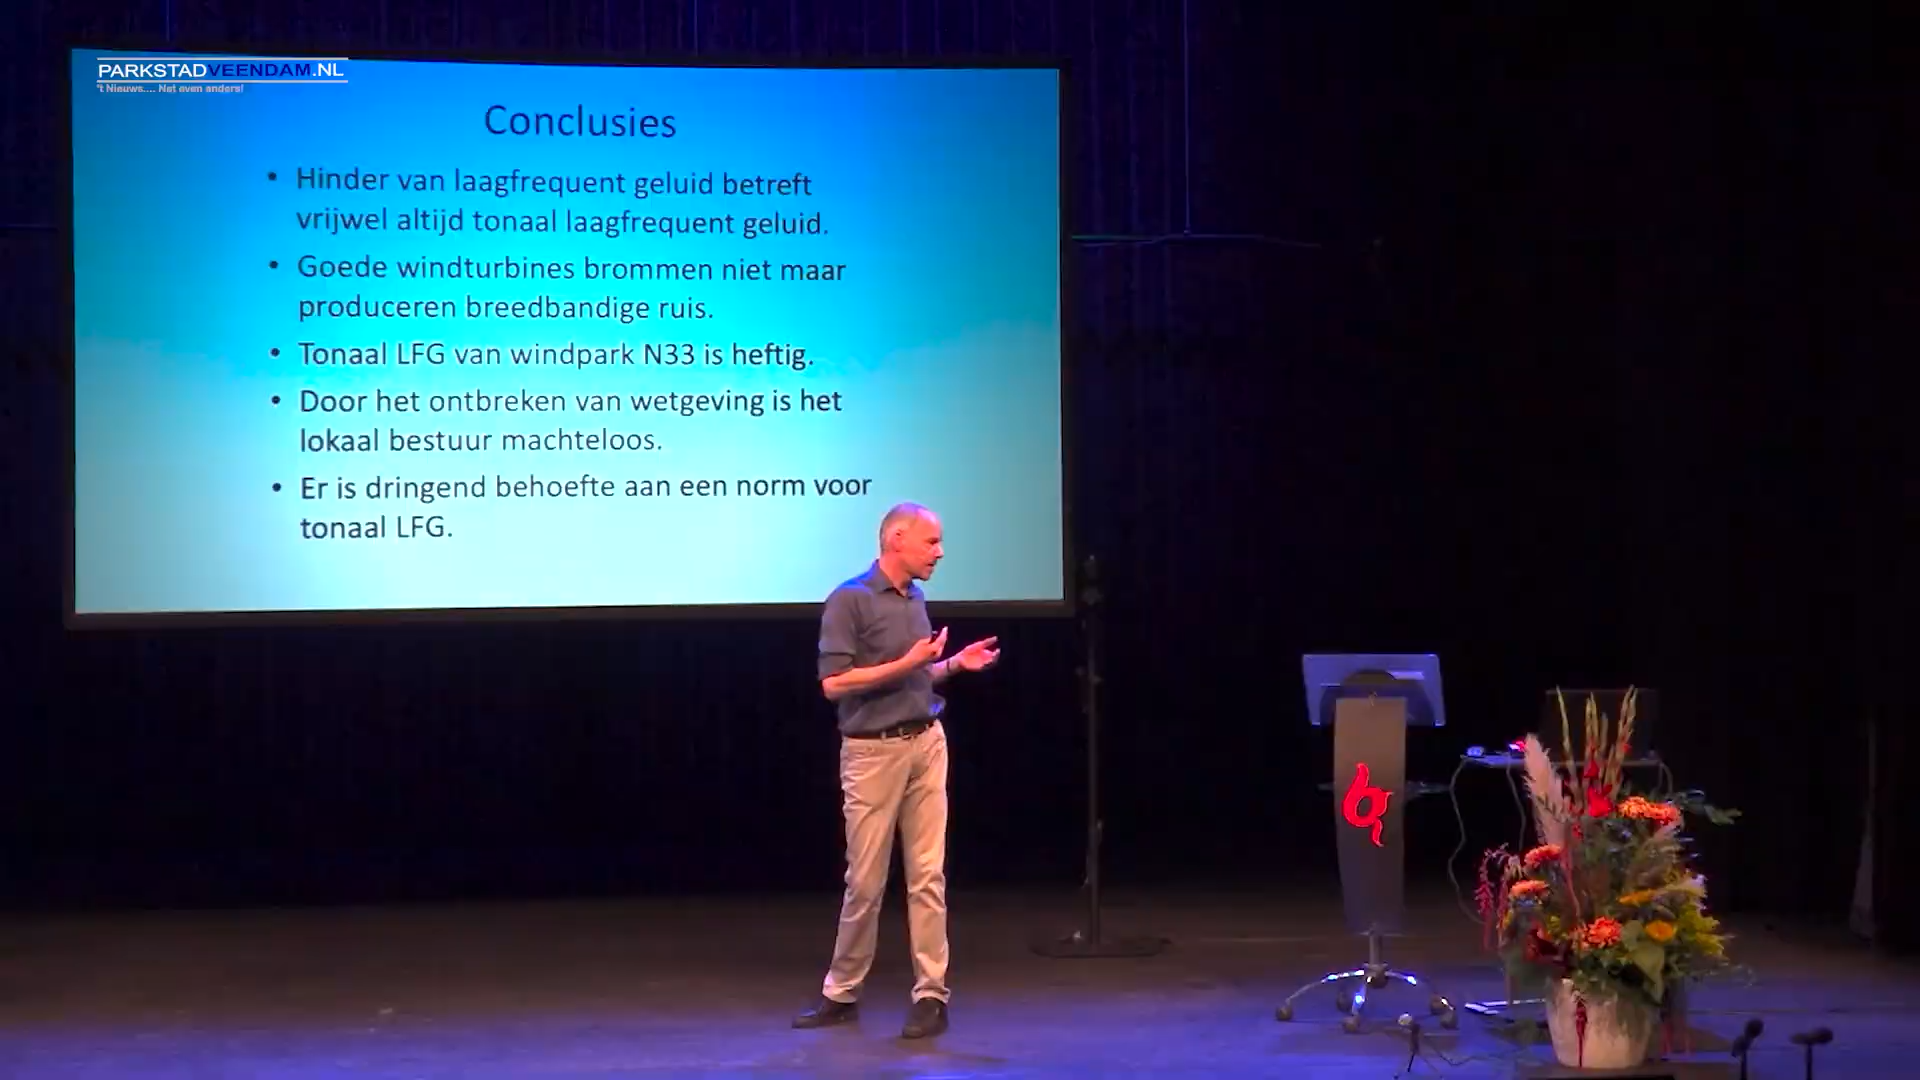 PARKSTADVEENDAM.NL
't Nieuws.... Net even anders!
Conclusies
• Hinder van laagfrequent geluid betreft
vrijwel altijd tonaal laagfrequent geluid.
• Goede windturbines brommen niet maar
produceren breedbandige ruis.
• Tonaal LFG van windpark N33 is heftig.
• Door het ontbreken van wetgeving is het
lokaal bestuur machteloos.
• Er is dringend behoefte aan een norm voor
tonaal LFG.